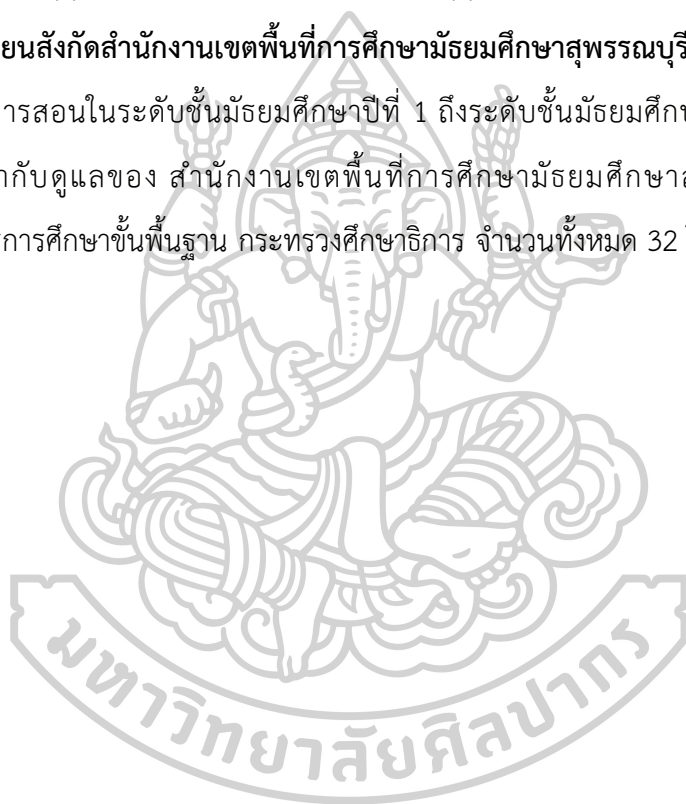 ยนสังกัดสำนักงานเขตพื้นที่การศึกษามัธยมศึกษาสุพรรณบุรี
ารสอนในระดับชั้นมัธยมศึกษาปีที่ 1 ถึงระดับชั้นมัธยมศึกษ
ำกับดูแลของ สำนักงานเขตพื้นที่การศึกษามัธยมศึกษาส
การศึกษาขั้นพื้นฐาน กระทรวงศึกษาธิการ จำนวนทั้งหมด 32
มหาวิทยาลัยศิลปากร